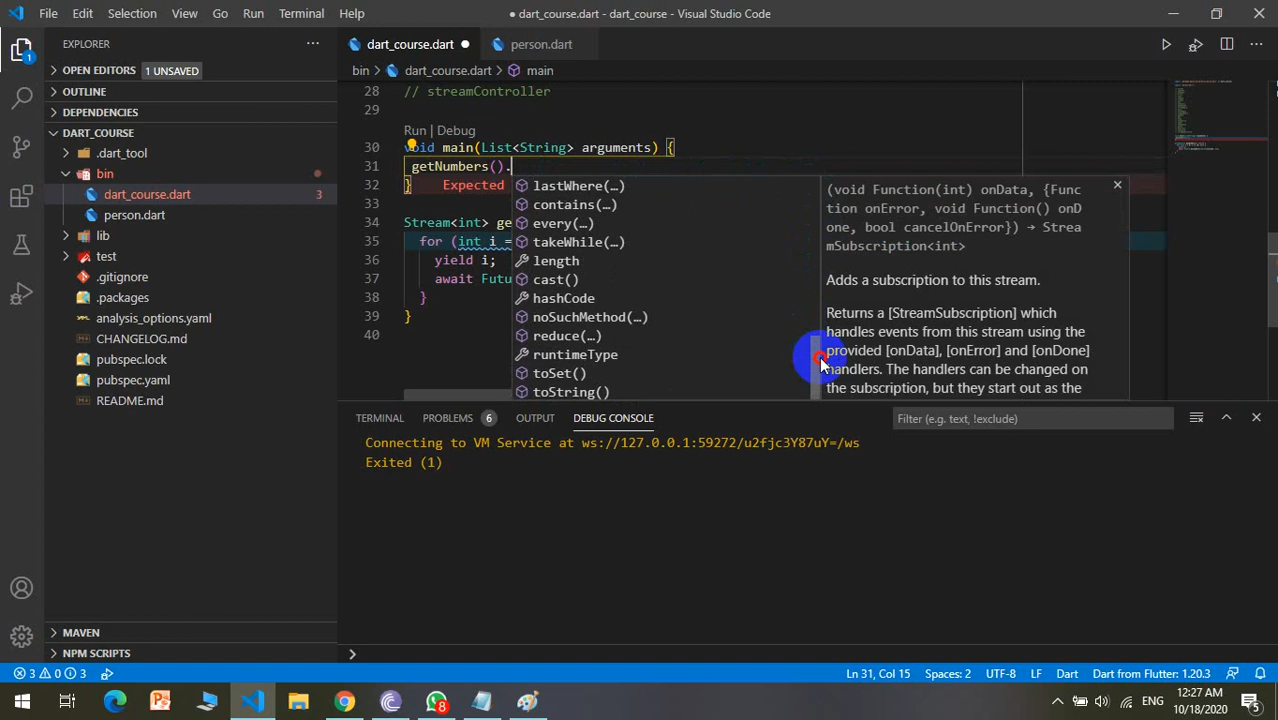 File Edit Selection View Go Run Terminal Help
● dart_course.dart - dart_course - Visual Studio Code
EXPLORER
dart_course.dart
person.dart
OPEN EDITORS 1 UNSAVED
OUTLINE
DEPENDENCIES
DART_COURSE
.dart_tool
bin
dart_course.dart 3
person.dart
lib
test
.gitignore
.packages
analysis_options.yaml
CHANGELOG.md
pubspec.lock
pubspec.yaml
README.md
MAVEN
NPM SCRIPTS
1
bin > dart_course.dart > main
28 // streamController
29
Run | Debug
30 void main(List<String> arguments) {
31 getNumbers().
32 } Expected
33
34 Stream<int> ge
35 for (int i =
36 yield i;
37 await Futu
38 }
39 }
40
lastWhere(…)
contains(…)
every(…)
takeWhile(…)
length
cast()
hashCode
noSuchMethod(…)
reduce(…)
runtimeType
toSet()
toString()
(void Function(int) onData, {Func
tion onError, void Function() onD
one, bool cancelOnError}) → Strea
mSubscription<int>
Adds a subscription to this stream.
Returns a [StreamSubscription] which
handles events from this stream using the
provided [onData], [onError] and [onDone]
handlers. The handlers can be changed on
the subscription, but they start out as the
TERMINAL PROBLEMS 6 OUTPUT DEBUG CONSOLE
Filter (e.g. text, !exclude)
Connecting to VM Service at ws://127.0.0.1:59272/u2fjc3Y87uY=/ws
Exited (1)
3 0 3
Ln 31, Col 15 Spaces: 2 UTF-8 LF Dart Dart from Flutter: 1.20.3
8
ENG
12:27 AM
10/18/2020
5